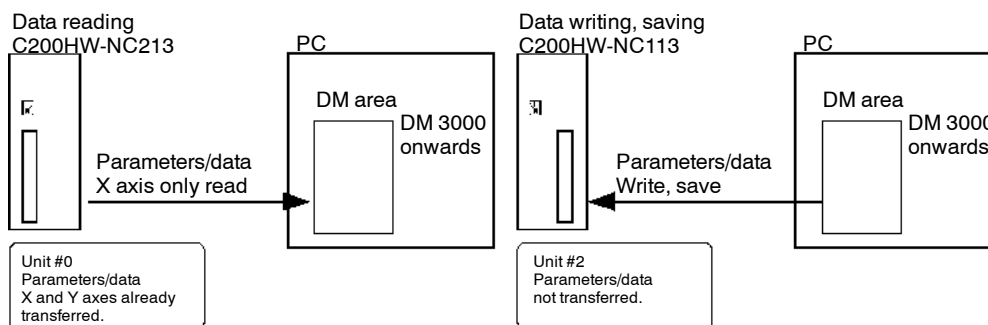 Data reading
C200HW-NC213
PC
DM area
DM 3000
onwards
Parameters/data
X axis only read
Unit #0
Parameters/data
X and Y axes already
transferred.
Data writing, saving
C200HW-NC113
PC
DM area
DM 3000
onwards
Parameters/data
Write, save
Unit #2
Parameters/data
not transferred.